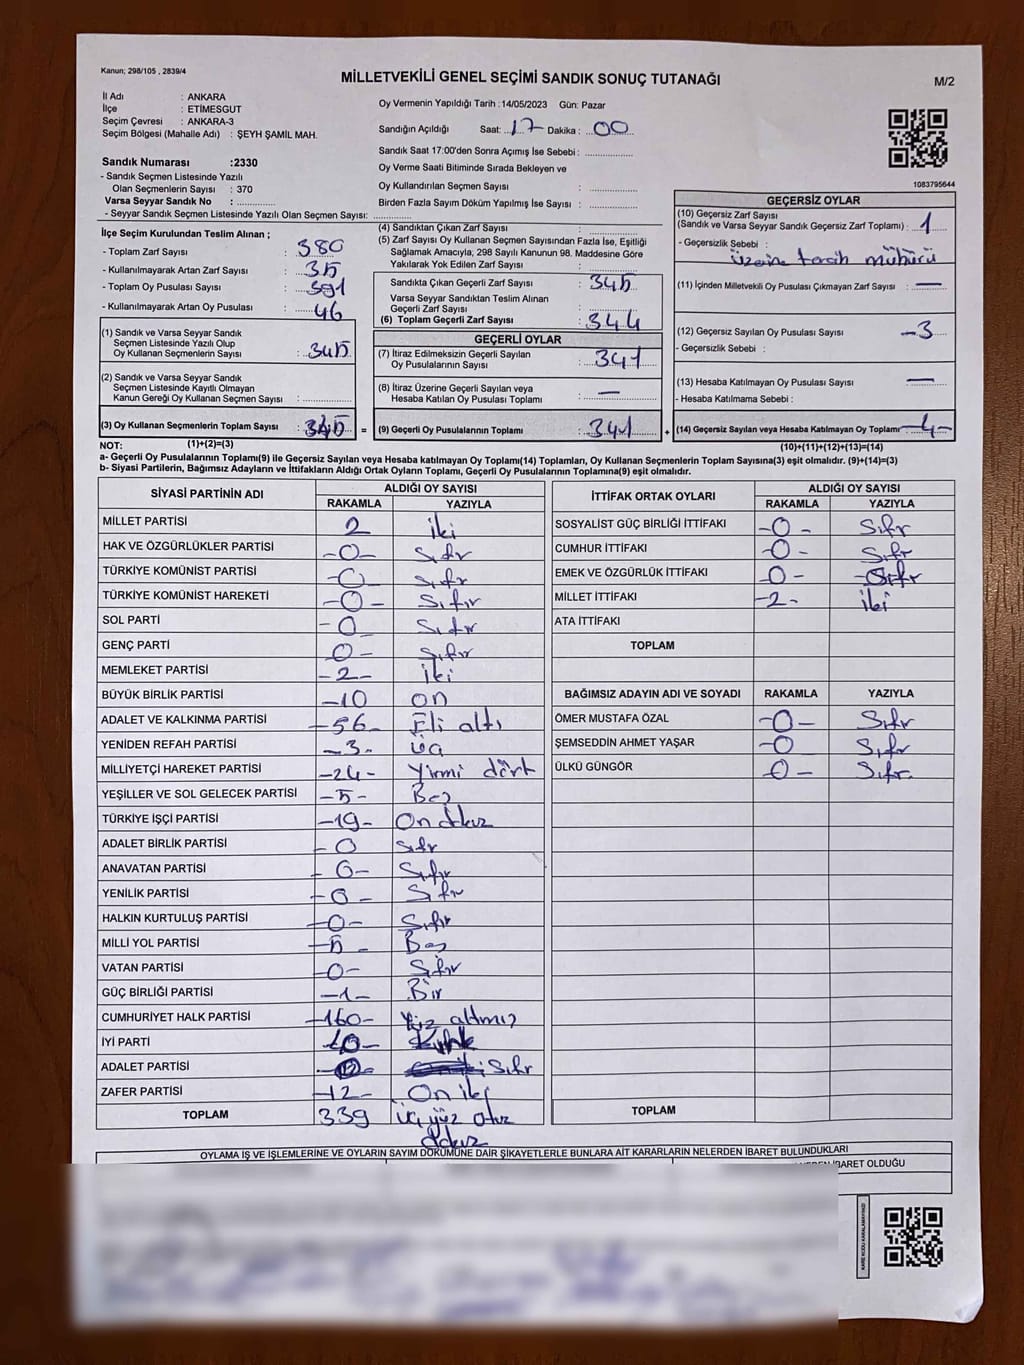 Kanun; 298/105 , 2839/4
MİLLETVEKİLİ GENEL SEÇİMİ SANDIK SONUÇ TUTANAĞI
M/2
İl Adı : ANKARA
İlçe : ETİMESGUT
Seçim Çevresi : ANKARA-3
Seçim Bölgesi (Mahalle Adı) : ŞEYH ŞAMİL MAH.
Sandık Numarası :2330
- Sandık Seçmen Listesinde Yazılı
Olan Seçmenlerin Sayısı : 370
Varsa Seyyar Sandık No : ............
- Seyyar Sandık Seçmen Listesinde Yazılı Olan Seçmen Sayısı: ............
Oy Vermenin Yapıldığı Tarih : 14/05/2023 Gün: Pazar
Sandığın Açıldığı Saat: 17 Dakika : 00
Sandık Saat 17:00'den Sonra Açımış İse Sebebi : ............
Oy Verme Saati Bitiminde Sırada Bekleyen ve
Oy Kullandırılan Seçmen Sayısı : ............
Birden Fazla Sayım Döküm Yapılmış İse Sayısı : ............
1083795644
İlçe Seçim Kurulundan Teslim Alınan ;
- Toplam Zarf Sayısı : 380
- Kullanılmayarak Artan Zarf Sayısı : 35
- Toplam Oy Pusulası Sayısı : 391
- Kullanılmayarak Artan Oy Pusulası : 46
(1) Sandık ve Varsa Seyyar Sandık
Seçmen Listesinde Yazılı Olup
Oy Kullanan Seçmenlerin Sayısı : 345
(2) Sandık ve Varsa Seyyar Sandık
Seçmen Listesinde Kayıtlı Olmayan
Kanun Gereği Oy Kullanan Seçmen Sayısı : ............
(3) Oy Kullanan Seçmenlerin Toplam Sayısı : 345 =
(4) Sandıktan Çıkan Zarf Sayısı : ............
(5) Zarf Sayısı Oy Kullanan Seçmen Sayısından Fazla İse, Eşitliği
Sağlamak Amacıyla; 298 Sayılı Kanunun 98. Maddesine Göre
Yakılarak Yok Edilen Zarf Sayısı : ............
Sandıkta Çıkan Geçerli Zarf Sayısı : 345
Varsa Seyyar Sandıktan Teslim Alınan
Geçerli Zarf Sayısı : ............
(6) Toplam Geçerli Zarf Sayısı : 344
GEÇERLİ OYLAR
(7) İtiraz Edilmeksizin Geçerli Sayılan
Oy Pusulalarının Sayısı : 341
(8) İtiraz Üzerine Geçerli Sayılan veya
Hesaba Katılan Oy Pusulası Toplamı : —
(9) Geçerli Oy Pusulalarının Toplamı : 341 +
GEÇERSİZ OYLAR
(10) Geçersiz Zarf Sayısı
(Sandık ve Varsa Seyyar Sandık Geçersiz Zarf Toplamı) : 1
- Geçersizlik Sebebi :
üzerine tercih mühürü
(11) İçinden Milletvekili Oy Pusulası Çıkmayan Zarf Sayısı : —
(12) Geçersiz Sayılan Oy Pusulası Sayısı : -3
- Geçersizlik Sebebi :
(13) Hesaba Katılmayan Oy Pusulası Sayısı : —
- Hesaba Katılmama Sebebi :
(14) Geçersiz Sayılan veya Hesaba Katılmayan Oy Toplamı -4-
NOT: (1)+(2)=(3) (10)+(11)+(12)+(13)=(14)
a- Geçerli Oy Pusulalarının Toplamı(9) ile Geçersiz Sayılan veya Hesaba katılmayan Oy Toplamı(14) Toplamları, Oy Kullanan Seçmenlerin Toplam Sayısına(3) eşit olmalıdır. (9)+(14)=(3)
b- Siyasi Partilerin, Bağımsız Adayların ve İttifakların Aldığı Ortak Oyların Toplamı, Geçerli Oy Pusulalarının Toplamına(9) eşit olmalıdır.
SİYASİ PARTİNİN ADI ALDIĞI OY SAYISI
RAKAMLA YAZIYLA
MİLLET PARTİSİ 2 iki
HAK VE ÖZGÜRLÜKLER PARTİSİ -0- Sıfır
TÜRKİYE KOMÜNİST PARTİSİ -0- Sıfır
TÜRKİYE KOMÜNİST HAREKETİ -0- Sıfır
SOL PARTİ -0 Sıfır
GENÇ PARTİ 0- Sıfır
MEMLEKET PARTİSİ -2- iki
BÜYÜK BİRLİK PARTİSİ -10 on
ADALET VE KALKINMA PARTİSİ -56- Elli altı
YENİDEN REFAH PARTİSİ -3- üç
MİLLİYETÇİ HAREKET PARTİSİ -24- Yirmi dört
YEŞİLLER VE SOL GELECEK PARTİSİ -5- Beş
TÜRKİYE İŞÇİ PARTİSİ -19- On dokuz
ADALET BİRLİK PARTİSİ -0 Sıfır
ANAVATAN PARTİSİ -0- Sıfır
YENİLİK PARTİSİ -0- Sıfır
HALKIN KURTULUŞ PARTİSİ -0- Sıfır
MİLLİ YOL PARTİSİ -5- Beş
VATAN PARTİSİ -0- Sıfır
GÜÇ BİRLİĞİ PARTİSİ -1- Bir
CUMHURİYET HALK PARTİSİ -160- Yüz altmış
İYİ PARTİ 40- Kırk
ADALET PARTİSİ -0- Sıfır
ZAFER PARTİSİ -12- On iki
TOPLAM 339 üç yüz otuz
dokuz
İTTİFAK ORTAK OYLARI ALDIĞI OY SAYISI
RAKAMLA YAZIYLA
SOSYALİST GÜÇ BİRLİĞİ İTTİFAKI -0- Sıfır
CUMHUR İTTİFAKI -0- Sıfır
EMEK VE ÖZGÜRLÜK İTTİFAKI -0- Sıfır
MİLLET İTTİFAKI -2- iki
ATA İTTİFAKI
TOPLAM
BAĞIMSIZ ADAYIN ADI VE SOYADI RAKAMLA YAZIYLA
ÖMER MUSTAFA ÖZAL -0- Sıfır
ŞEMSEDDİN AHMET YAŞAR -0 Sıfır
ÜLKÜ GÜNGÖR -0- Sıfır
TOPLAM
OYLAMA İŞ VE İŞLEMLERİNE VE OYLARIN SAYIM DÖKÜMÜNE DAİR ŞİKAYETLERLE BUNLARA AİT KARARLARIN NELERDEN İBARET BULUNDUKLARI
İBARET OLDUĞU
KARE KODU KARALAMAYINIZ!